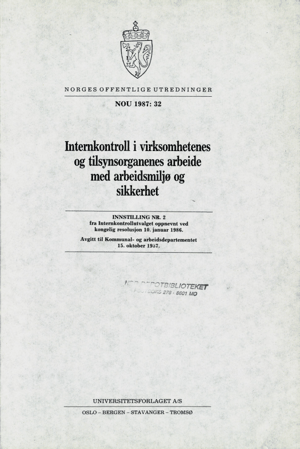 NORGES OFFENTLIGE UTREDNINGER
NOU 1987: 32
Internkontroll i virksomhetenes
og tilsynsorganenes arbeide
med arbeidsmiljø og
sikkerhet
INNSTILLING NR. 2
fra Internkontrollutvalget oppnevnt ved
kongelig resolusjon 10. januar 1986.
Avgitt til Kommunal- og arbeidsdepartementet
15. oktober 1987.
UNIVERSITETSFORLAGET A/S
OSLO – BERGEN – STAVANGER – TROMSØ